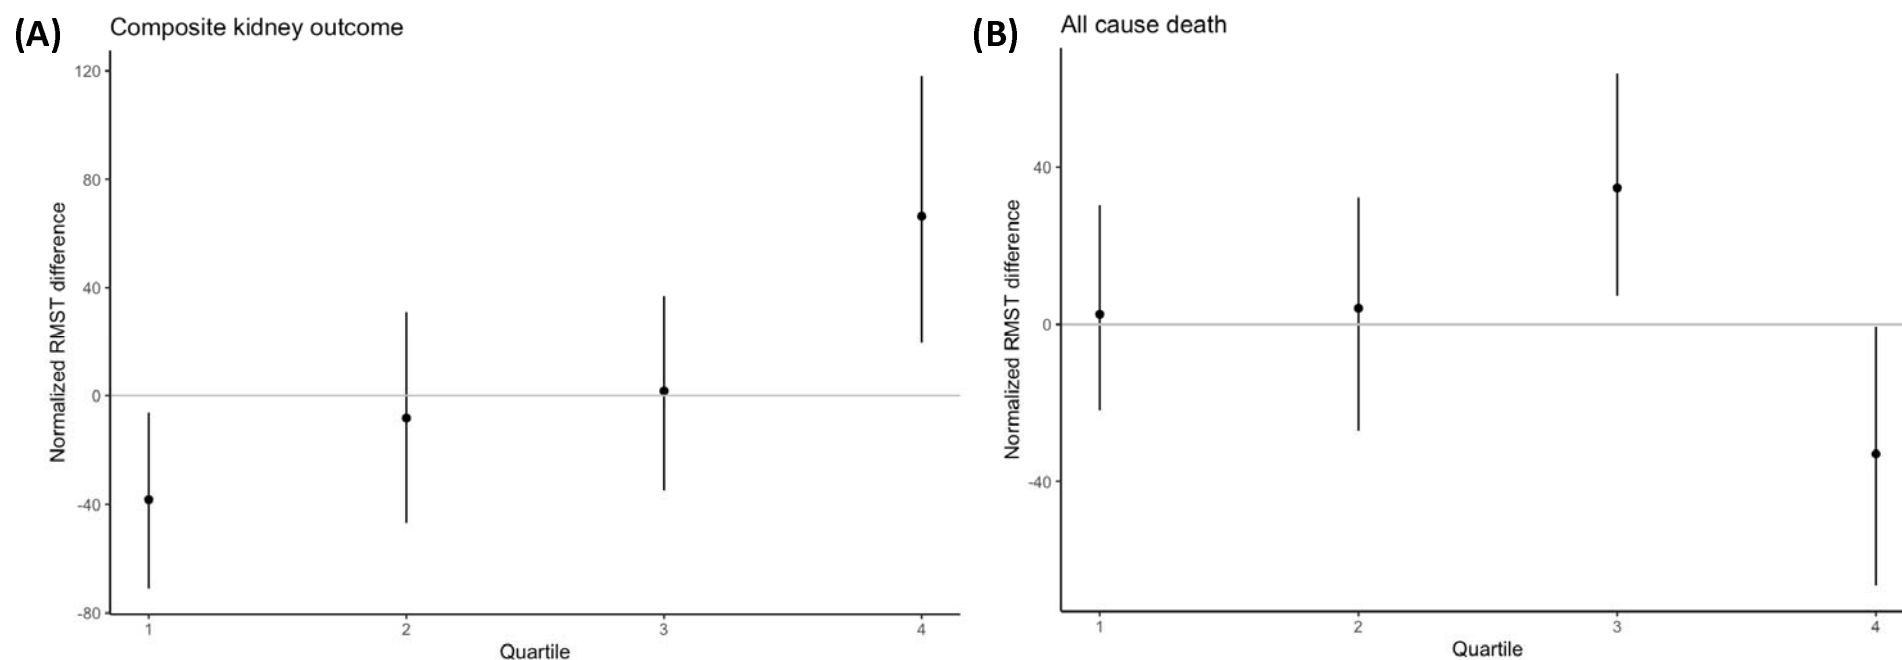 (A)
Composite kidney outcome
Normalized RMST difference
120
80
40
0
-40
-80
1 2 3 4
Quartile
(B)
All cause death
Normalized RMST difference
40
0
-40
1 2 3 4
Quartile